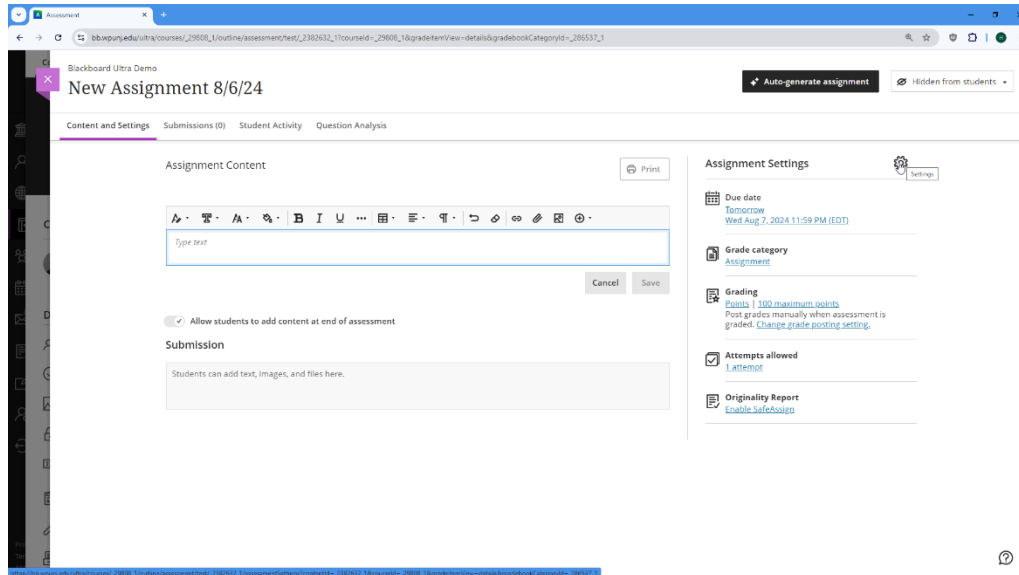 Assessment
bb.wpunj.edu/ultra/courses/_29808_1/outline/assessment/test/_2382632_1?courseId=_29808_1&gradeitemView=details&gradebookCategoryId=_286537_1
Blackboard Ultra Demo
New Assignment 8/6/24
Auto-generate assignment
Hidden from students
Content and Settings Submissions (0) Student Activity Question Analysis
Assignment Content
Print
Type text
Cancel Save
Allow students to add content at end of assessment
Submission
Students can add text, images, and files here.
Assignment Settings
Settings
Due date
Tomorrow
Wed Aug 7, 2024 11:59 PM (EDT)
Grade category
Assignment
Grading
Points | 100 maximum points
Post grades manually when assessment is
graded. Change grade posting setting.
Attempts allowed
1 attempt
Originality Report
Enable SafeAssign